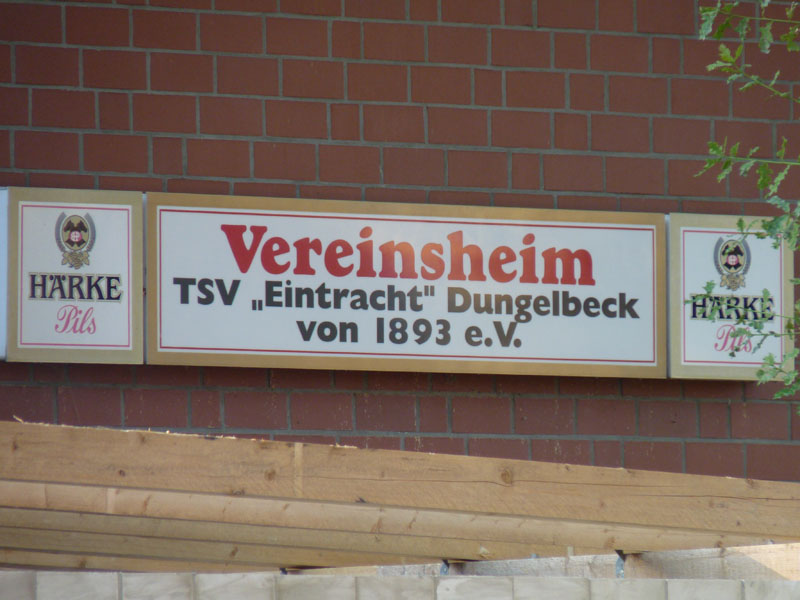 HÄRKE
Pils
Vereinsheim
TSV „Eintracht" Dungelbeck
von 1893 e.V.
HÄRKE
Pils